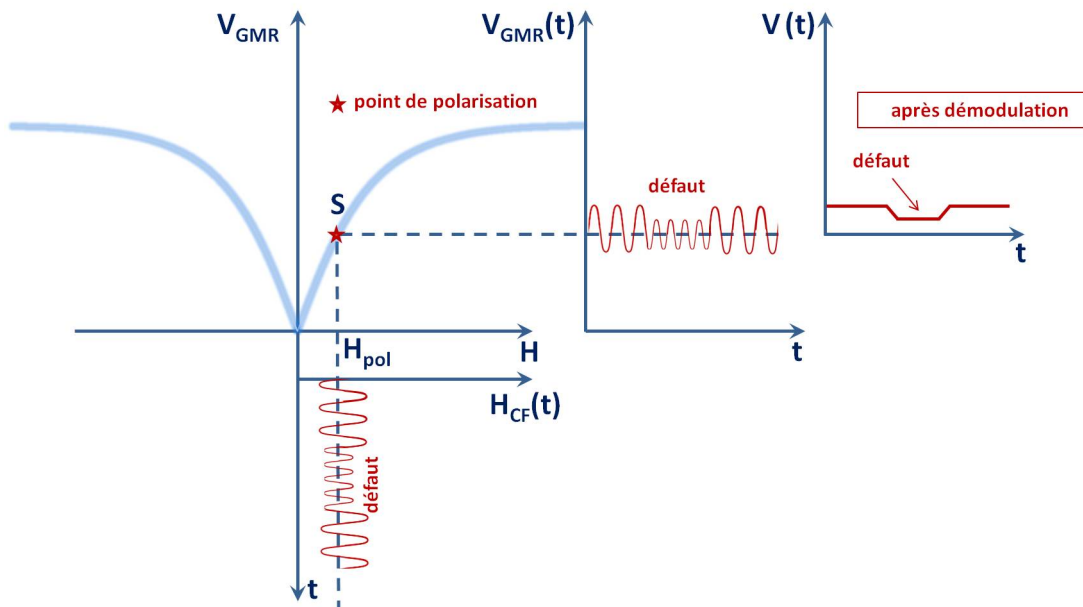 V_GMR
V_GMR(t)
V (t)
point de polarisation
après démodulation
défaut
défaut
S
t
H_pol
H
t
H_CF(t)
défaut
t